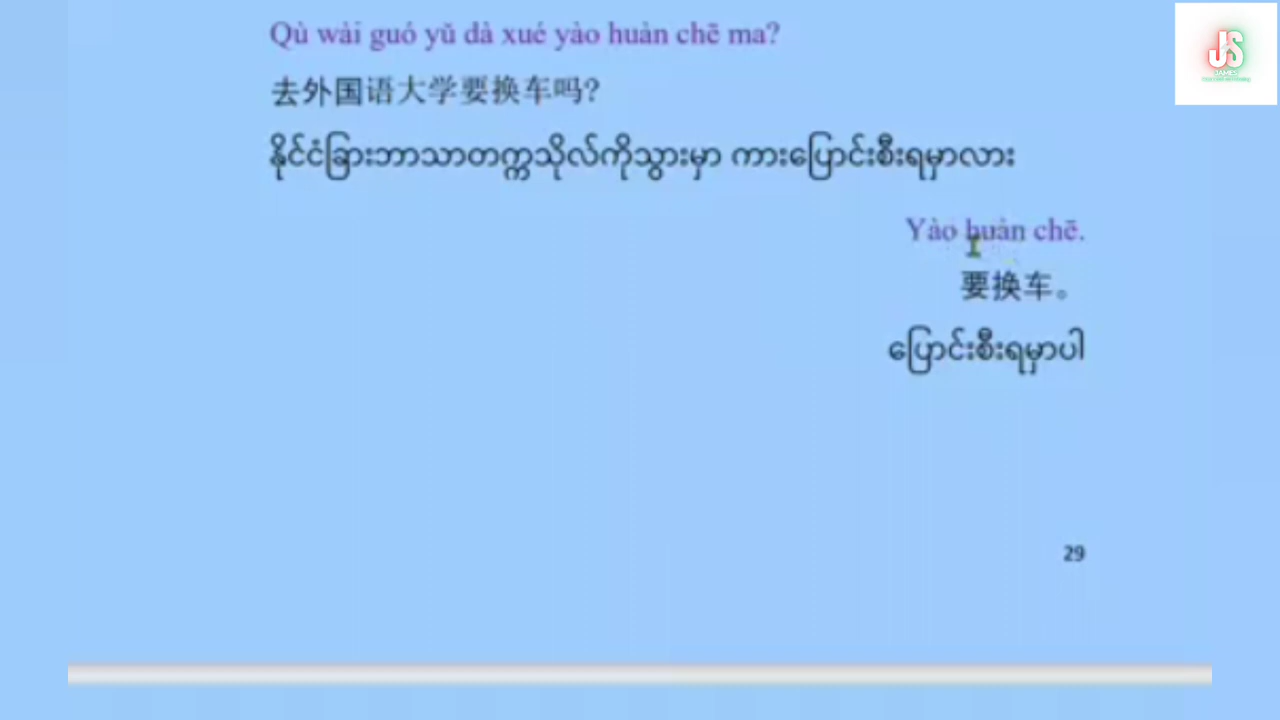 Qù wài guó yǔ dà xué yào huàn chē ma?
去外国语大学要换车吗?
နိုင်ငံခြားဘာသာတက္ကသိုလ်ကိုသွားမှာ ကားပြောင်းစီးရမှာလား
Yào huàn chē.
要换车。
ပြောင်းစီးရမှာပါ
29
JS
JAMES